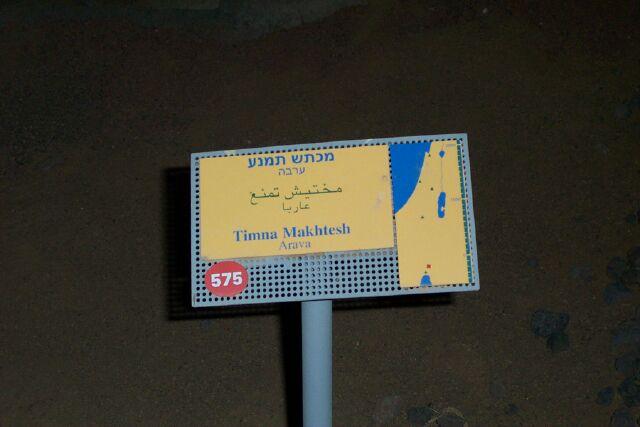 מכתש תמנע
ערבה
مختيش تمنع
عاربا
Timna Makhtesh
Arava
575